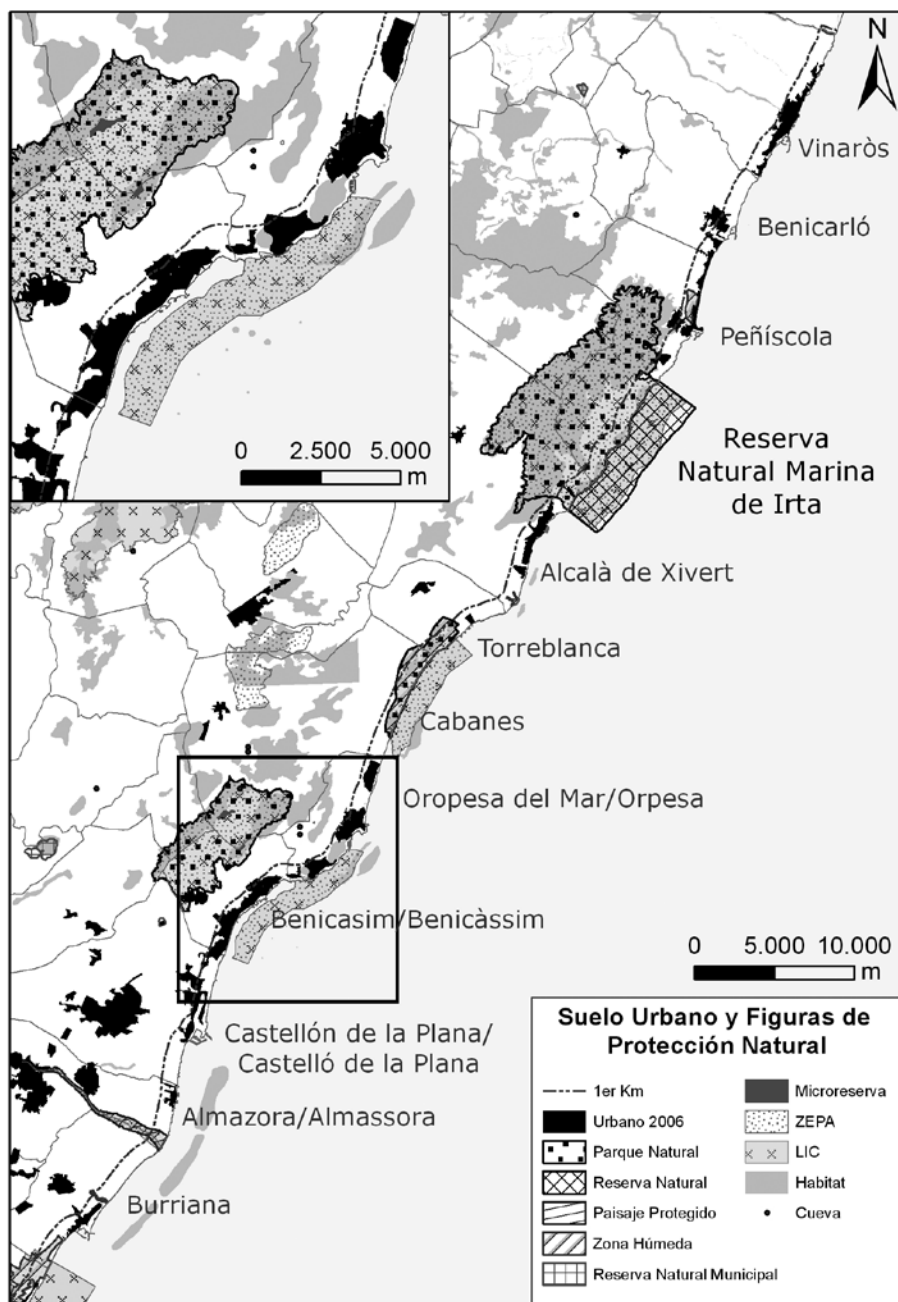 N
Vinaròs
Benicarló
Peñíscola
Reserva
Natural Marina
de Irta
0 2.500 5.000
m
Alcalà de Xivert
Torreblanca
Cabanes
Oropesa del Mar/Orpesa
Benicasim/Benicàssim
0 5.000 10.000
m
Castellón de la Plana/
Castelló de la Plana
Almazora/Almassora
Burriana
Suelo Urbano y Figuras de
Protección Natural
1er Km
Urbano 2006
Parque Natural
Reserva Natural
Paisaje Protegido
Zona Húmeda
Reserva Natural Municipal
Microreserva
ZEPA
LIC
Habitat
Cueva